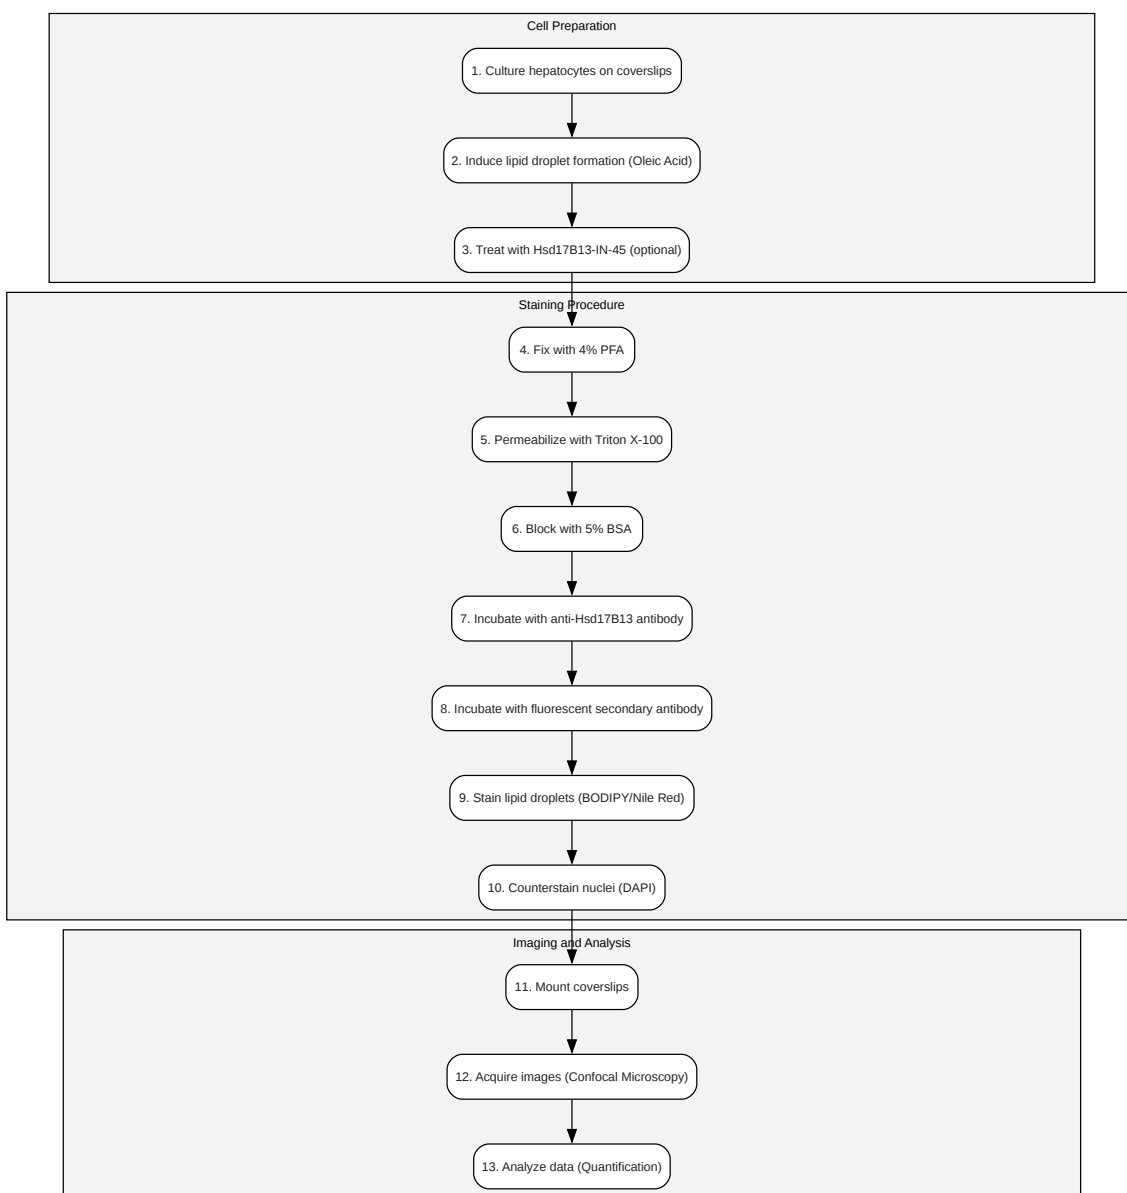 Cell Preparation
1. Culture hepatocytes on coverslips
2. Induce lipid droplet formation (Oleic Acid)
3. Treat with Hsd17B13-IN-45 (optional)
Staining Procedure
4. Fix with 4% PFA
5. Permeabilize with Triton X-100
6. Block with 5% BSA
7. Incubate with anti-Hsd17B13 antibody
8. Incubate with fluorescent secondary antibody
9. Stain lipid droplets (BODIPY/Nile Red)
10. Counterstain nuclei (DAPI)
Imaging and Analysis
11. Mount coverslips
12. Acquire images (Confocal Microscopy)
13. Analyze data (Quantification)